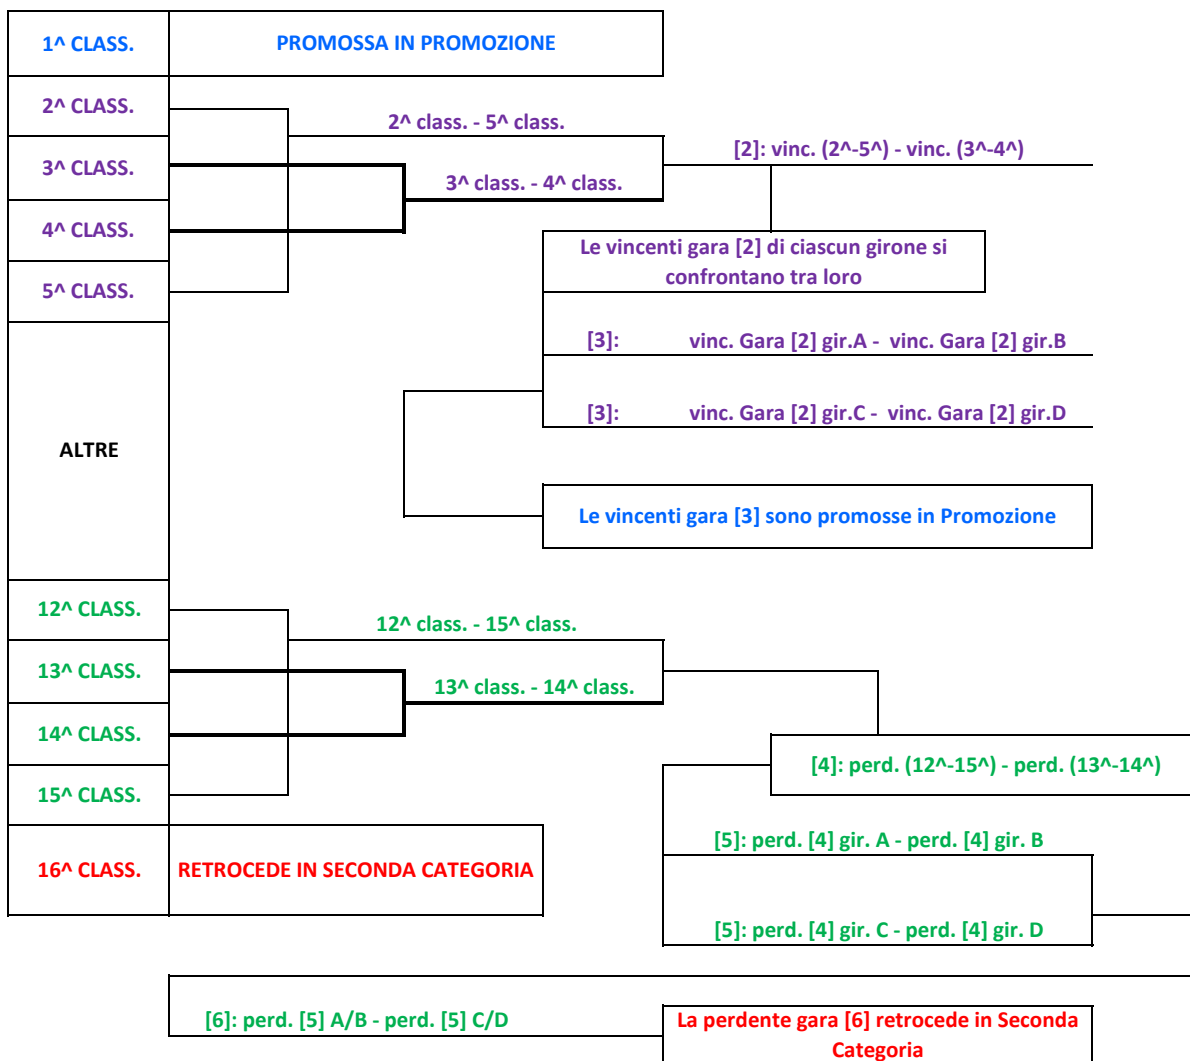 1^ CLASS.
PROMOSSA IN PROMOZIONE
2^ CLASS.
2^ class. - 5^ class.
[2]: vinc. (2^-5^) - vinc. (3^-4^)
3^ CLASS.
3^ class. - 4^ class.
4^ CLASS.
Le vincenti gara [2] di ciascun girone si
confrontano tra loro
5^ CLASS.
[3]: vinc. Gara [2] gir.A - vinc. Gara [2] gir.B
[3]: vinc. Gara [2] gir.C - vinc. Gara [2] gir.D
ALTRE
Le vincenti gara [3] sono promosse in Promozione
12^ CLASS.
12^ class. - 15^ class.
13^ CLASS.
13^ class. - 14^ class.
14^ CLASS.
[4]: perd. (12^-15^) - perd. (13^-14^)
15^ CLASS.
[5]: perd. [4] gir. A - perd. [4] gir. B
16^ CLASS.
RETROCEDE IN SECONDA CATEGORIA
[5]: perd. [4] gir. C - perd. [4] gir. D
[6]: perd. [5] A/B - perd. [5] C/D
La perdente gara [6] retrocede in Seconda
Categoria